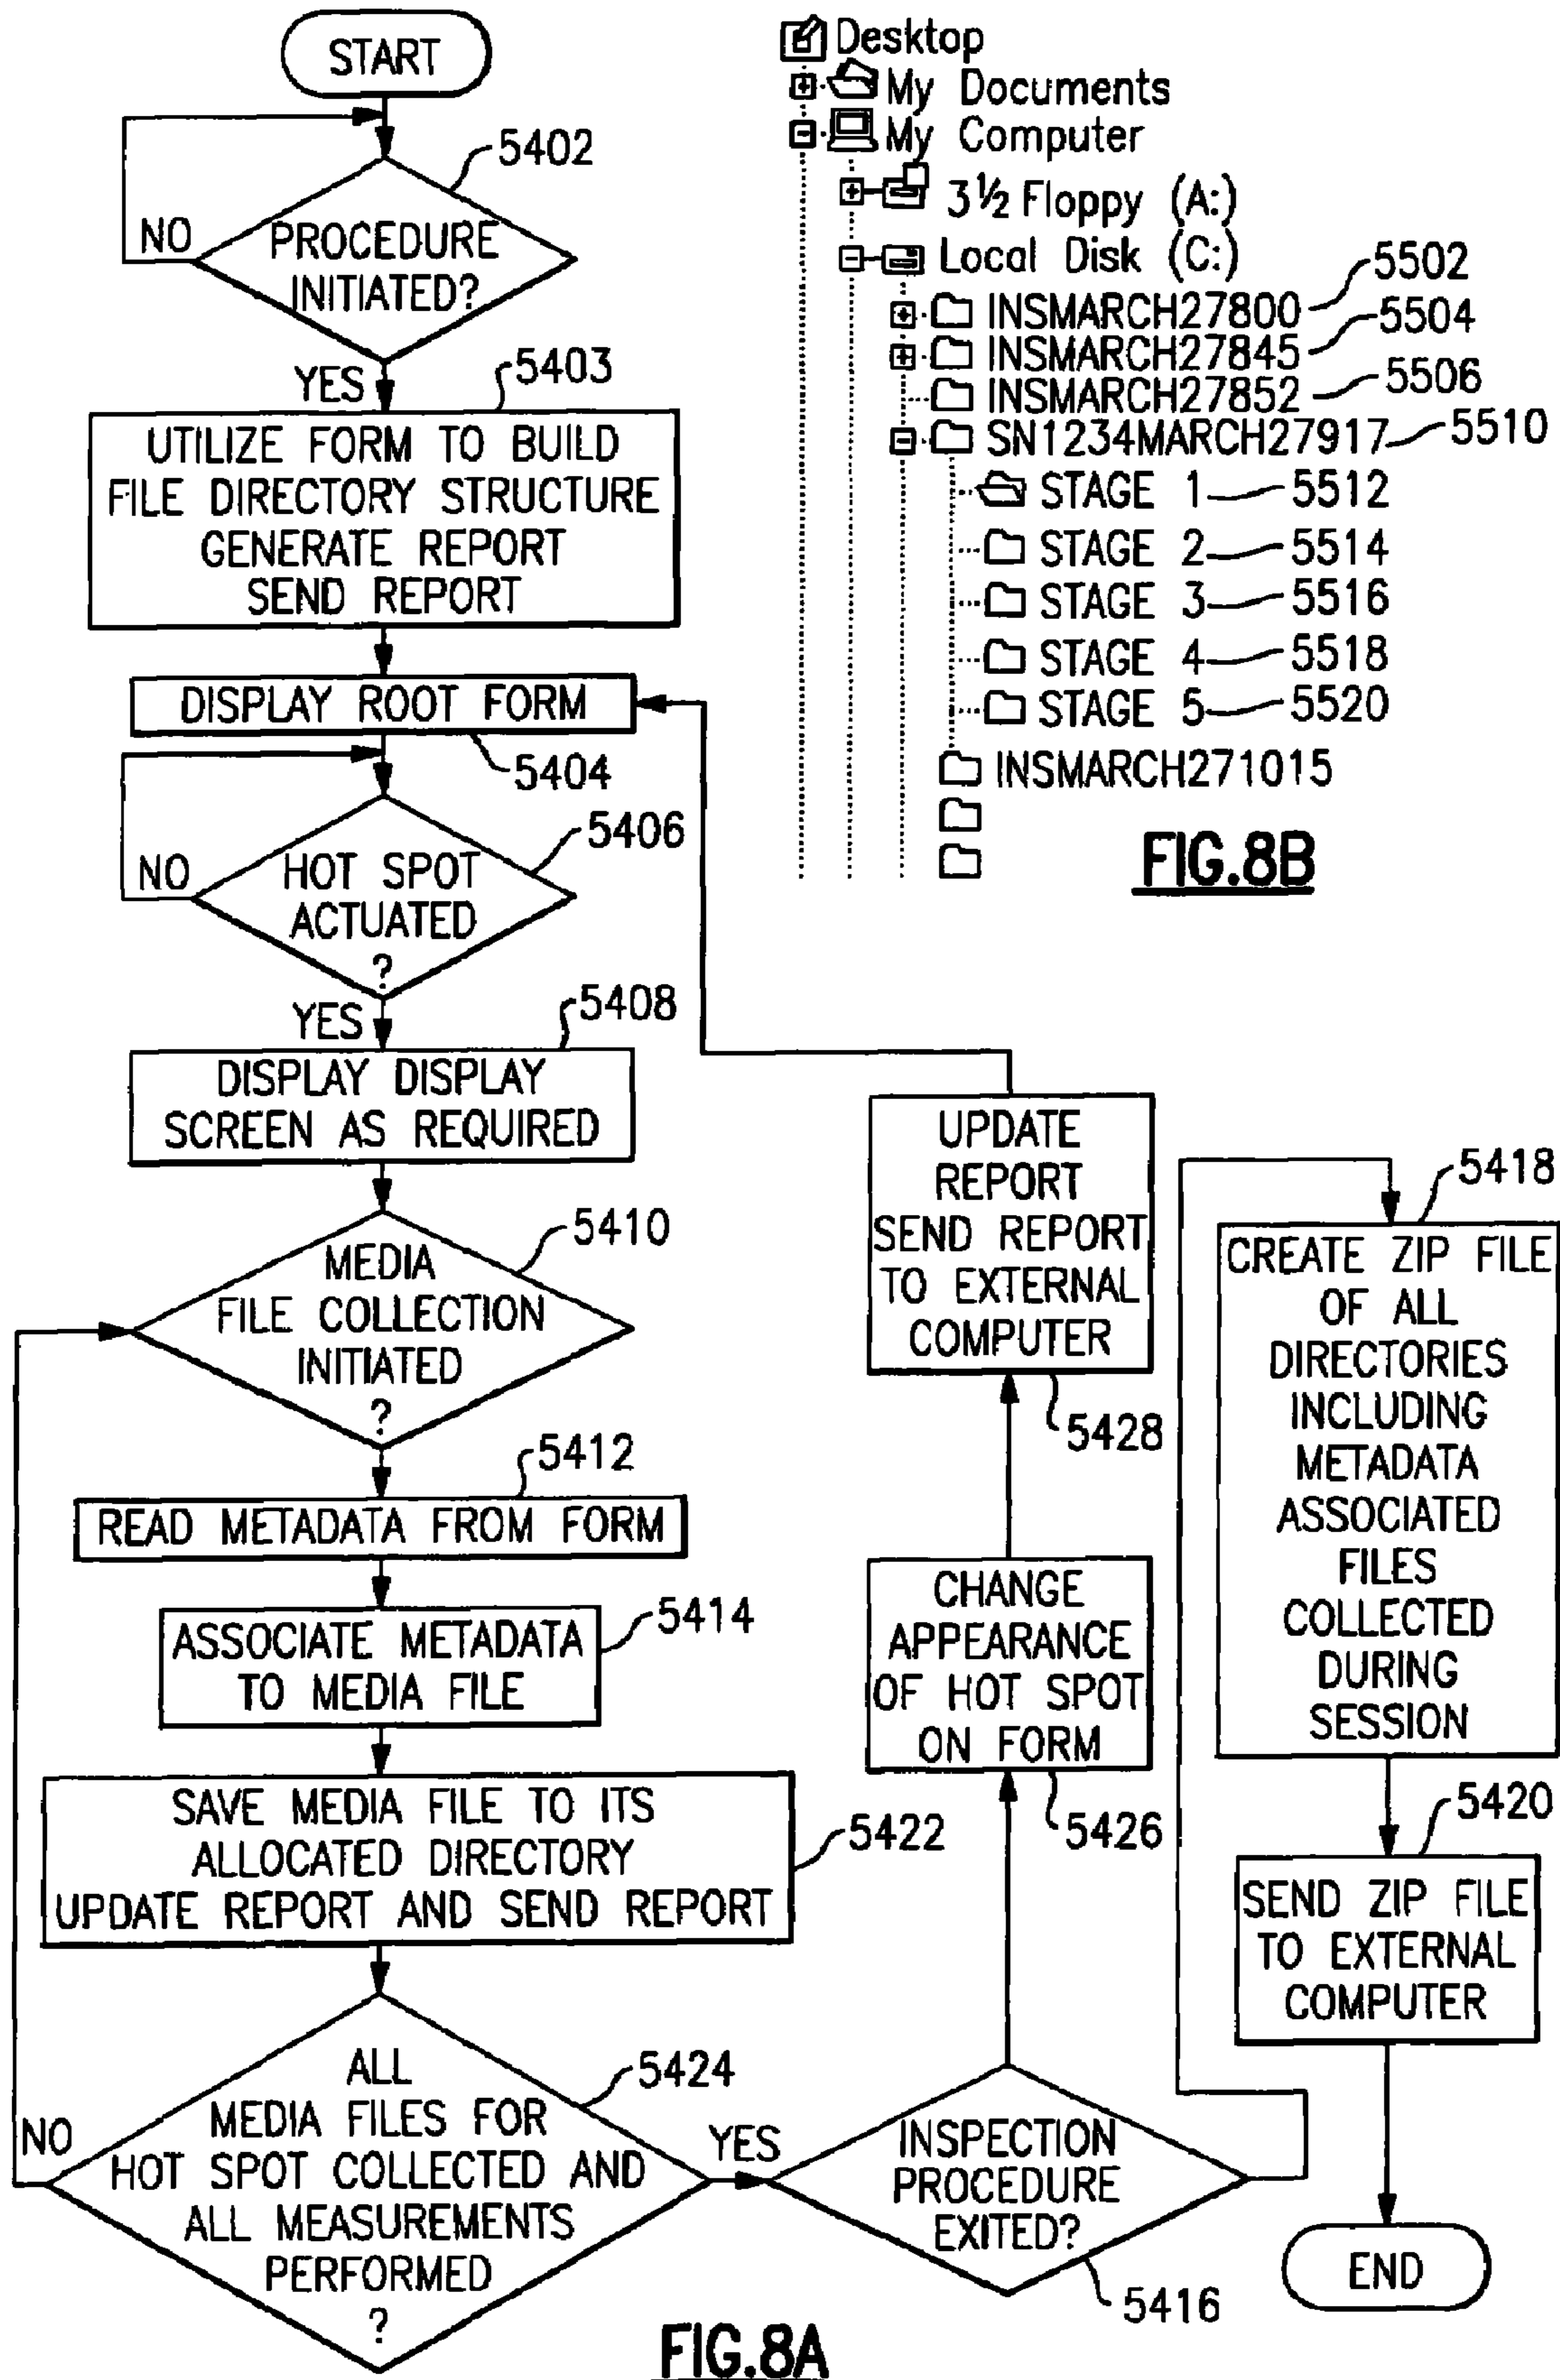 START
5402
NO
PROCEDURE
INITIATED?
YES
5403
UTILIZE FORM TO BUILD
FILE DIRECTORY STRUCTURE
GENERATE REPORT
SEND REPORT
DISPLAY ROOT FORM
5404
5406
NO
HOT SPOT
ACTUATED
?
YES
5408
DISPLAY DISPLAY
SCREEN AS REQUIRED
5410
MEDIA
FILE COLLECTION
INITIATED
?
5412
READ METADATA FROM FORM
5414
ASSOCIATE METADATA
TO MEDIA FILE
SAVE MEDIA FILE TO ITS
ALLOCATED DIRECTORY
UPDATE REPORT AND SEND REPORT
5422
5424
ALL
MEDIA FILES FOR
HOT SPOT COLLECTED AND
ALL MEASUREMENTS
PERFORMED
?
NO
YES
INSPECTION
PROCEDURE
EXITED?
5416
CHANGE
APPEARANCE
OF HOT SPOT
ON FORM
5426
UPDATE
REPORT
SEND REPORT
TO EXTERNAL
COMPUTER
5428
5418
CREATE ZIP FILE
OF ALL
DIRECTORIES
INCLUDING
METADATA
ASSOCIATED
FILES
COLLECTED
DURING
SESSION
5420
SEND ZIP FILE
TO EXTERNAL
COMPUTER
END
FIG.8A
Desktop
My Documents
My Computer
3½ Floppy (A:)
Local Disk (C:)
INSMARCH27800 5502
INSMARCH27845 5504
INSMARCH27852 5506
SN1234MARCH27917 5510
STAGE 1 5512
STAGE 2 5514
STAGE 3 5516
STAGE 4 5518
STAGE 5 5520
INSMARCH271015
FIG.8B